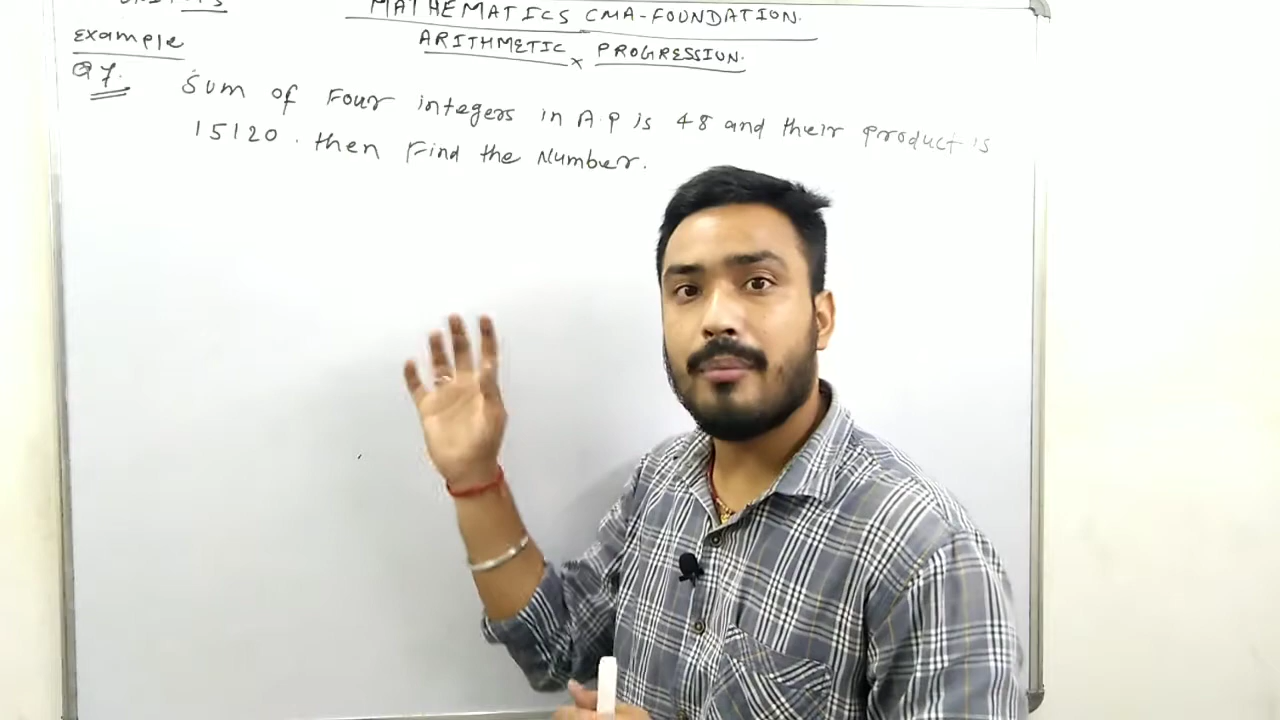 MATHEMATICS CMA-FOUNDATION.
ARITHMETIC PROGRESSION.
example
Q7. Sum of Four integers in A.P is 48 and their product is
15120. then Find the Number.